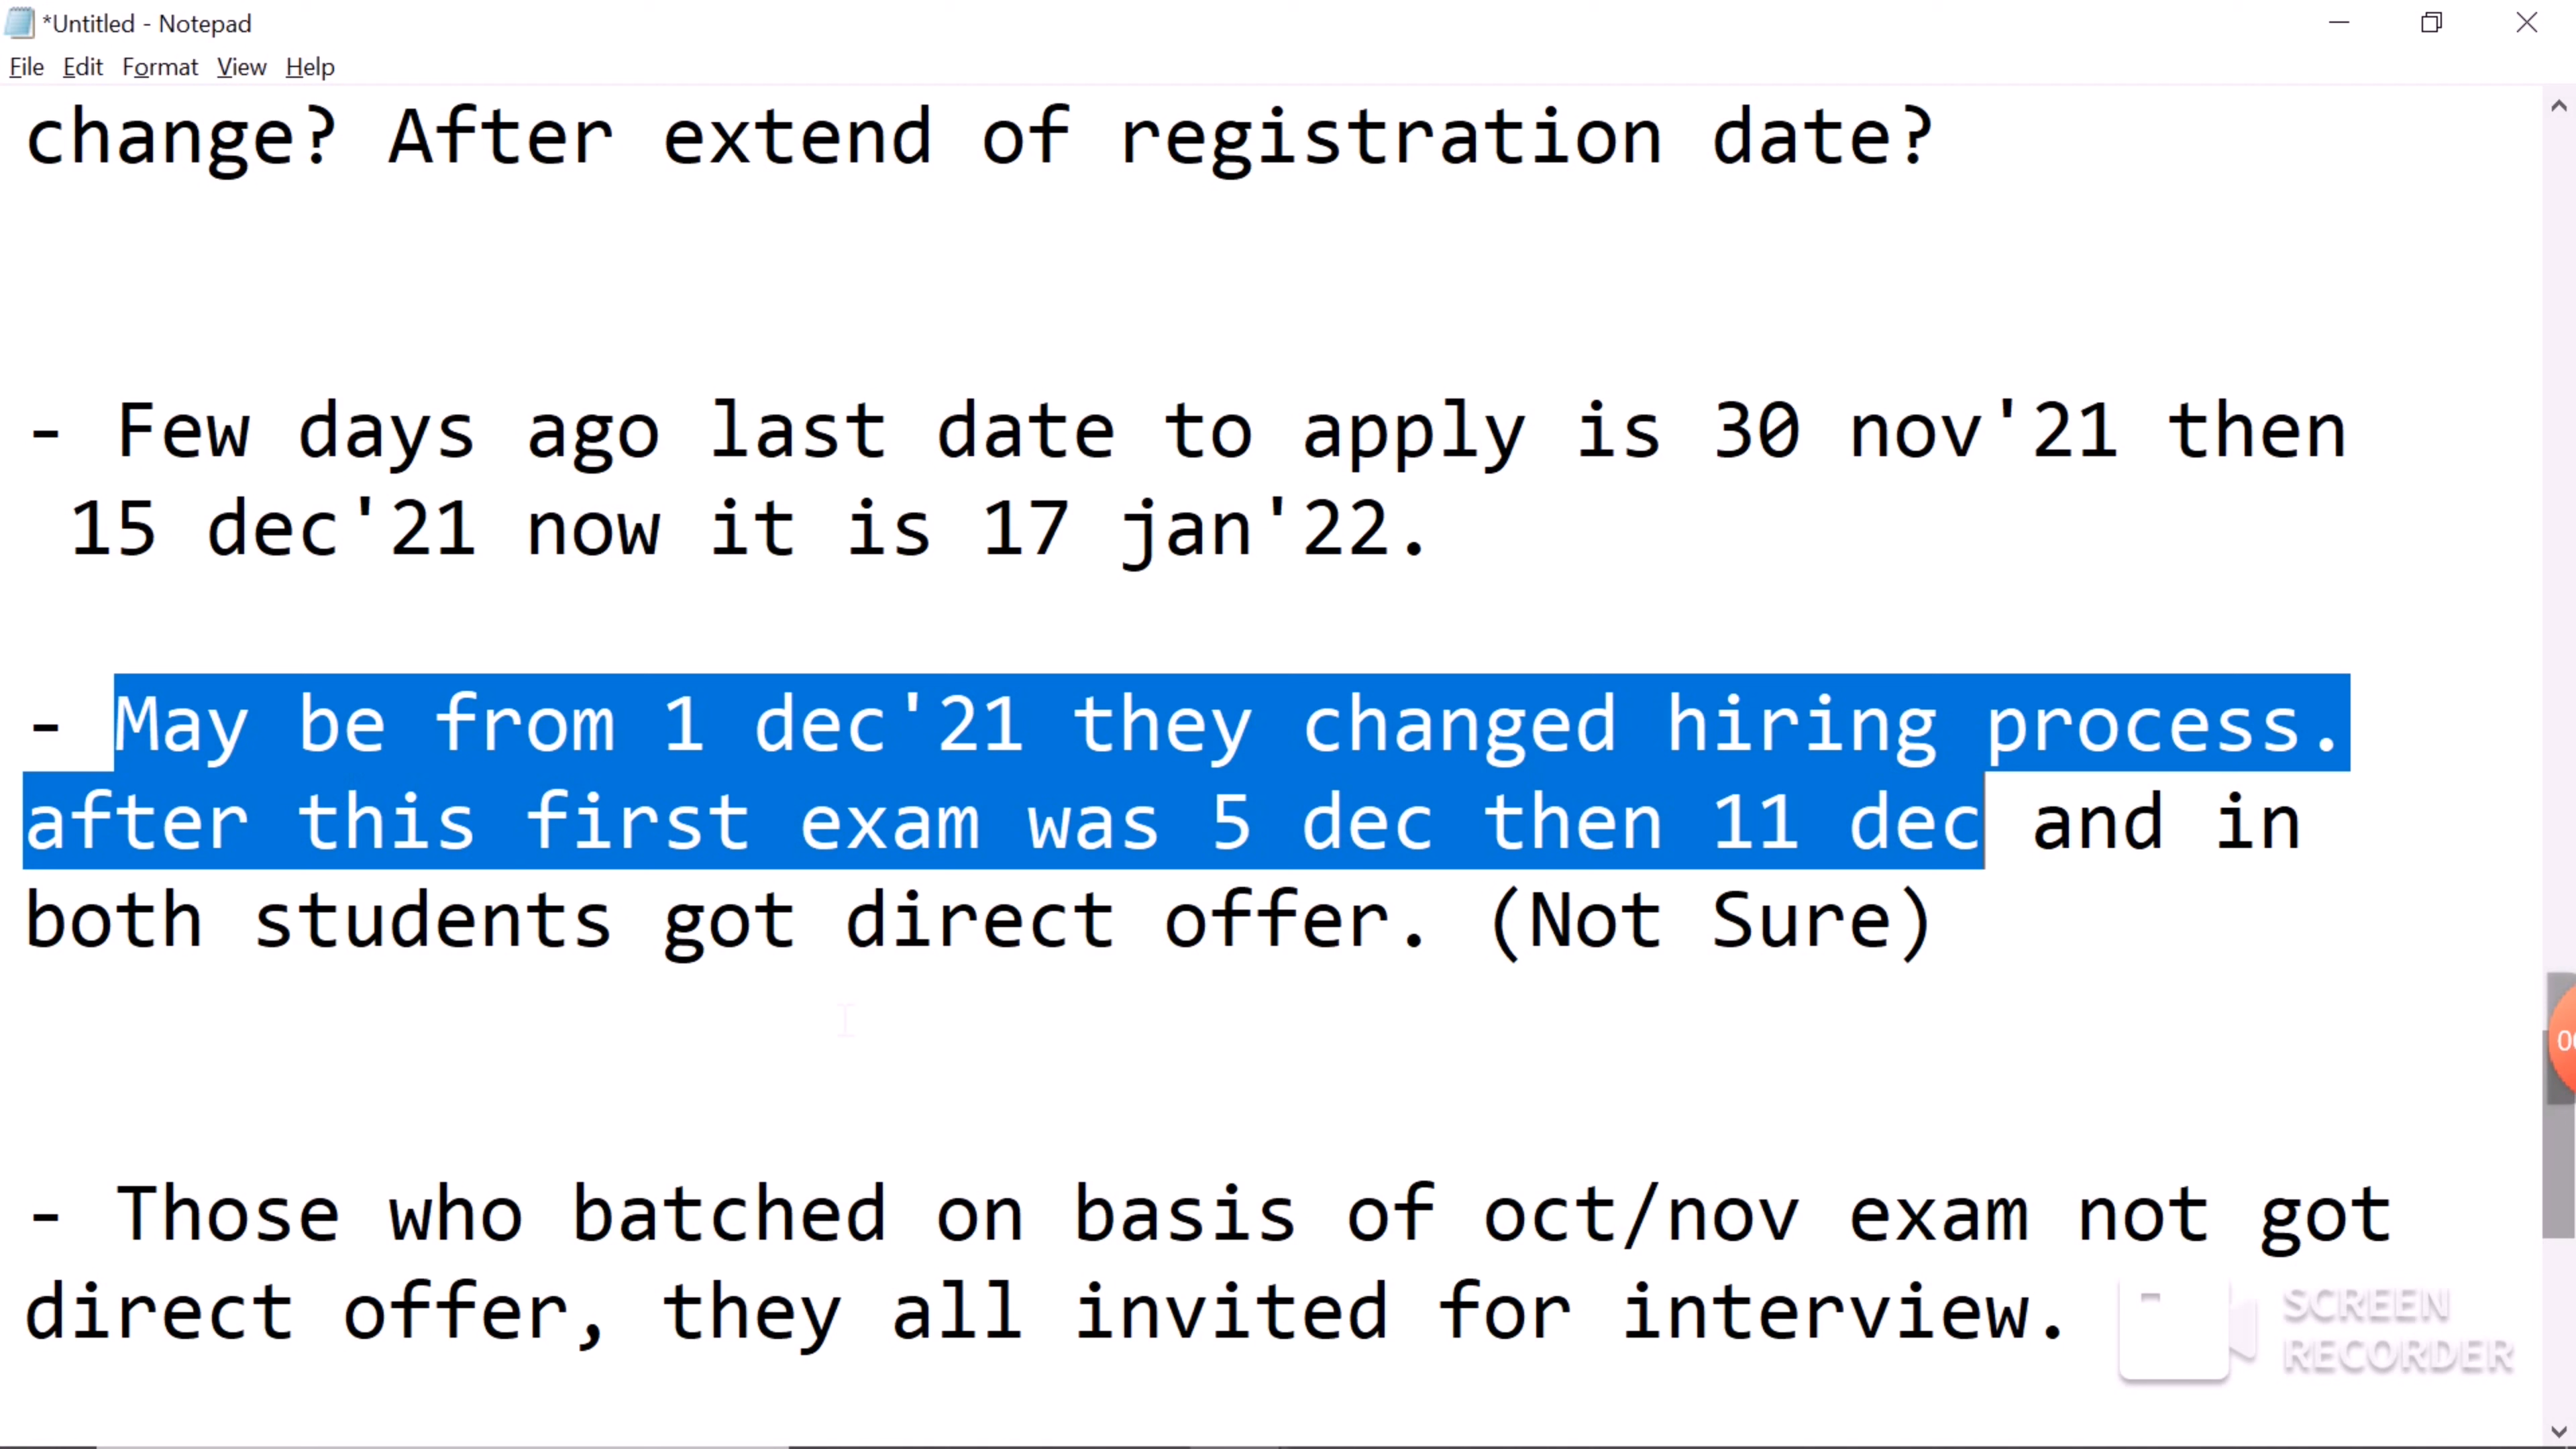 *Untitled - Notepad
File Edit Format View Help
change? After extend of registration date?
- Few days ago last date to apply is 30 nov'21 then
15 dec'21 now it is 17 jan'22.
- May be from 1 dec'21 they changed hiring process.
after this first exam was 5 dec then 11 dec and in
both students got direct offer. (Not Sure)
- Those who batched on basis of oct/nov exam not got
direct offer, they all invited for interview.
SCREEN
RECORDER